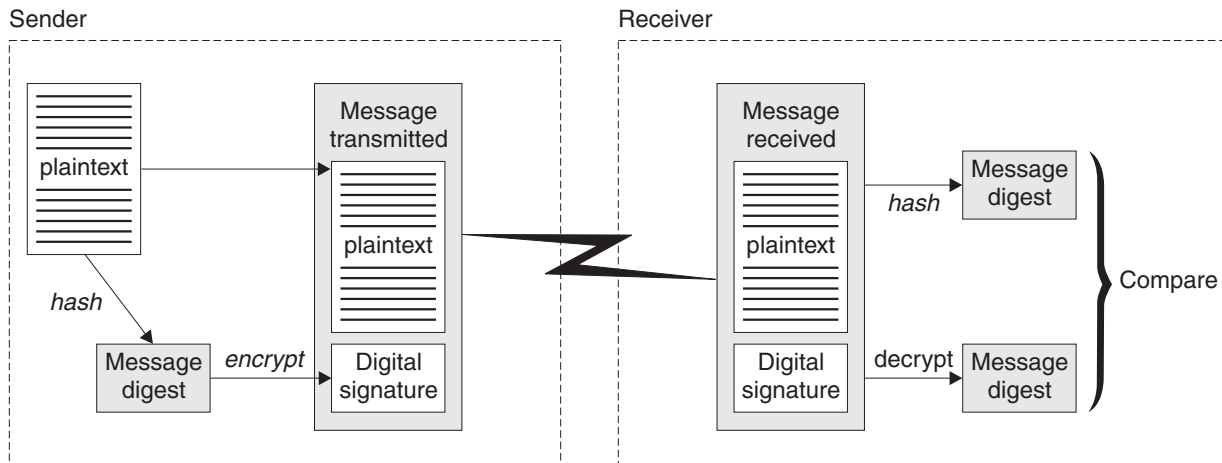 Sender
plaintext
hash
Message
digest
encrypt
Message
transmitted
plaintext
Digital
signature
Receiver
Message
received
plaintext
Digital
signature
hash
Message
digest
decrypt
Message
digest
Compare